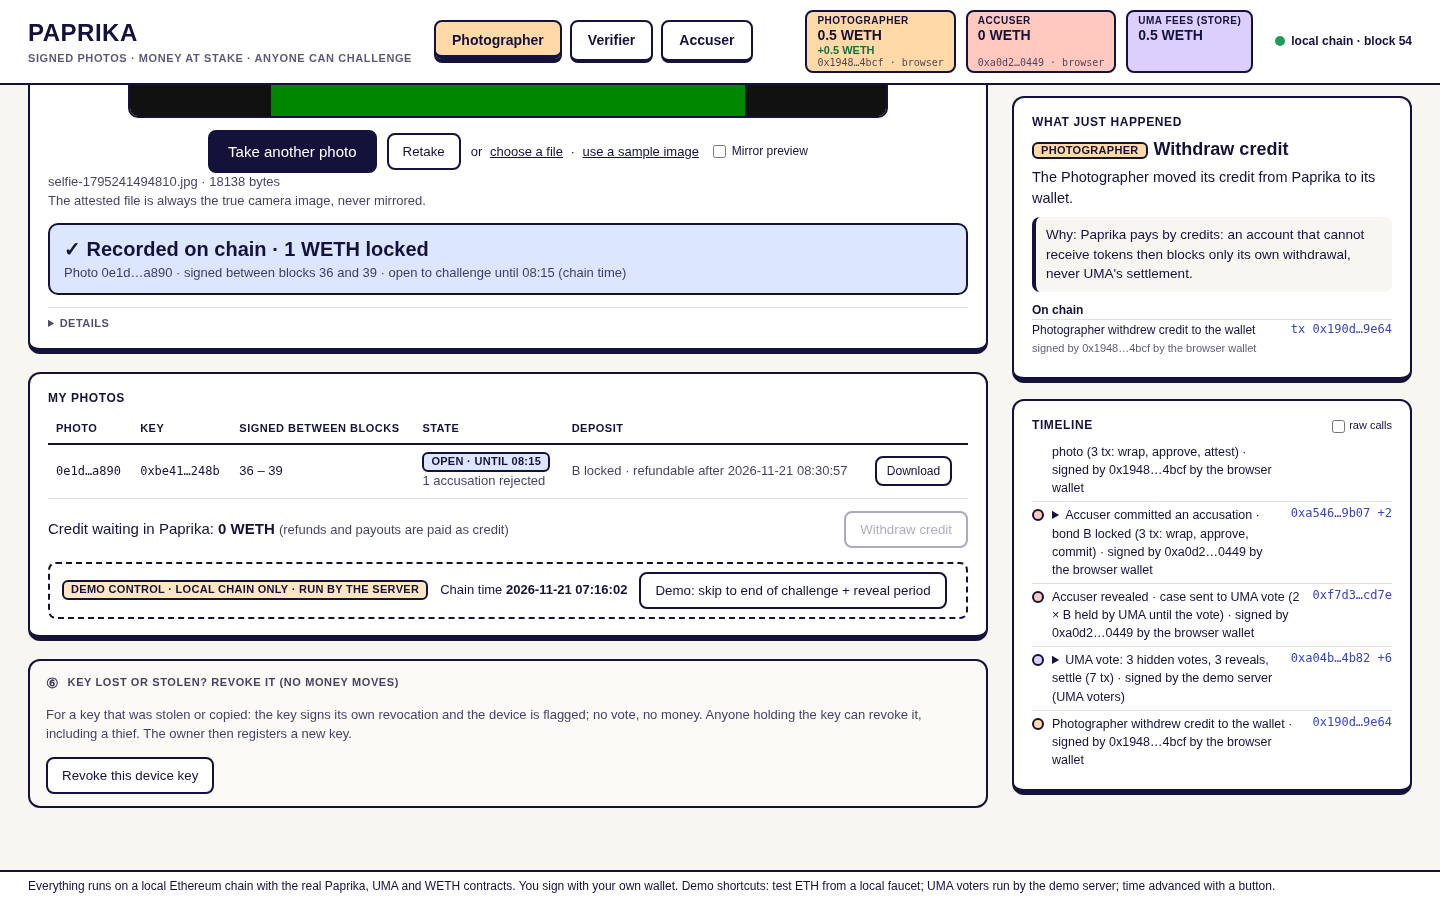 PAPRIKA
SIGNED PHOTOS · MONEY AT STAKE · ANYONE CAN CHALLENGE
Photographer
Verifier
Accuser
PHOTOGRAPHER
0.5 WETH
+0.5 WETH
0x1948…4bcf · browser
ACCUSER
0 WETH
0xa0d2…0449 · browser
UMA FEES (STORE)
0.5 WETH
local chain · block 54
Take another photo
Retake
or choose a file · use a sample image
Mirror preview
selfie-1795241494810.jpg · 18138 bytes
The attested file is always the true camera image, never mirrored.
✓ Recorded on chain · 1 WETH locked
Photo 0e1d…a890 · signed between blocks 36 and 39 · open to challenge until 08:15 (chain time)
▶ DETAILS
MY PHOTOS
PHOTO KEY SIGNED BETWEEN BLOCKS STATE DEPOSIT
0e1d…a890 0xbe41…248b 36 – 39 OPEN · UNTIL 08:15 B locked · refundable after 2026-11-21 08:30:57 Download
1 accusation rejected
Credit waiting in Paprika: 0 WETH (refunds and payouts are paid as credit)
Withdraw credit
DEMO CONTROL · LOCAL CHAIN ONLY · RUN BY THE SERVER
Chain time 2026-11-21 07:16:02
Demo: skip to end of challenge + reveal period
⑥ KEY LOST OR STOLEN? REVOKE IT (NO MONEY MOVES)
For a key that was stolen or copied: the key signs its own revocation and the device is flagged; no vote, no money. Anyone holding the key can revoke it,
including a thief. The owner then registers a new key.
Revoke this device key
WHAT JUST HAPPENED
PHOTOGRAPHER Withdraw credit
The Photographer moved its credit from Paprika to its
wallet.
Why: Paprika pays by credits: an account that cannot
receive tokens then blocks only its own withdrawal,
never UMA's settlement.
On chain
Photographer withdrew credit to the wallet tx 0x190d…9e64
signed by 0x1948…4bcf by the browser wallet
TIMELINE
raw calls
photo (3 tx: wrap, approve, attest) ·
signed by 0x1948…4bcf by the browser
wallet
▶ Accuser committed an accusation · 0xa546…9b07 +2
bond B locked (3 tx: wrap, approve,
commit) · signed by 0xa0d2…0449 by
the browser wallet
Accuser revealed · case sent to UMA vote (2 0xf7d3…cd7e
× B held by UMA until the vote) · signed by
0xa0d2…0449 by the browser wallet
▶ UMA vote: 3 hidden votes, 3 reveals, 0xa04b…4b82 +6
settle (7 tx) · signed by the demo server
(UMA voters)
Photographer withdrew credit to the wallet · 0x190d…9e64
signed by 0x1948…4bcf by the browser
wallet
Everything runs on a local Ethereum chain with the real Paprika, UMA and WETH contracts. You sign with your own wallet. Demo shortcuts: test ETH from a local faucet; UMA voters run by the demo server; time advanced with a button.